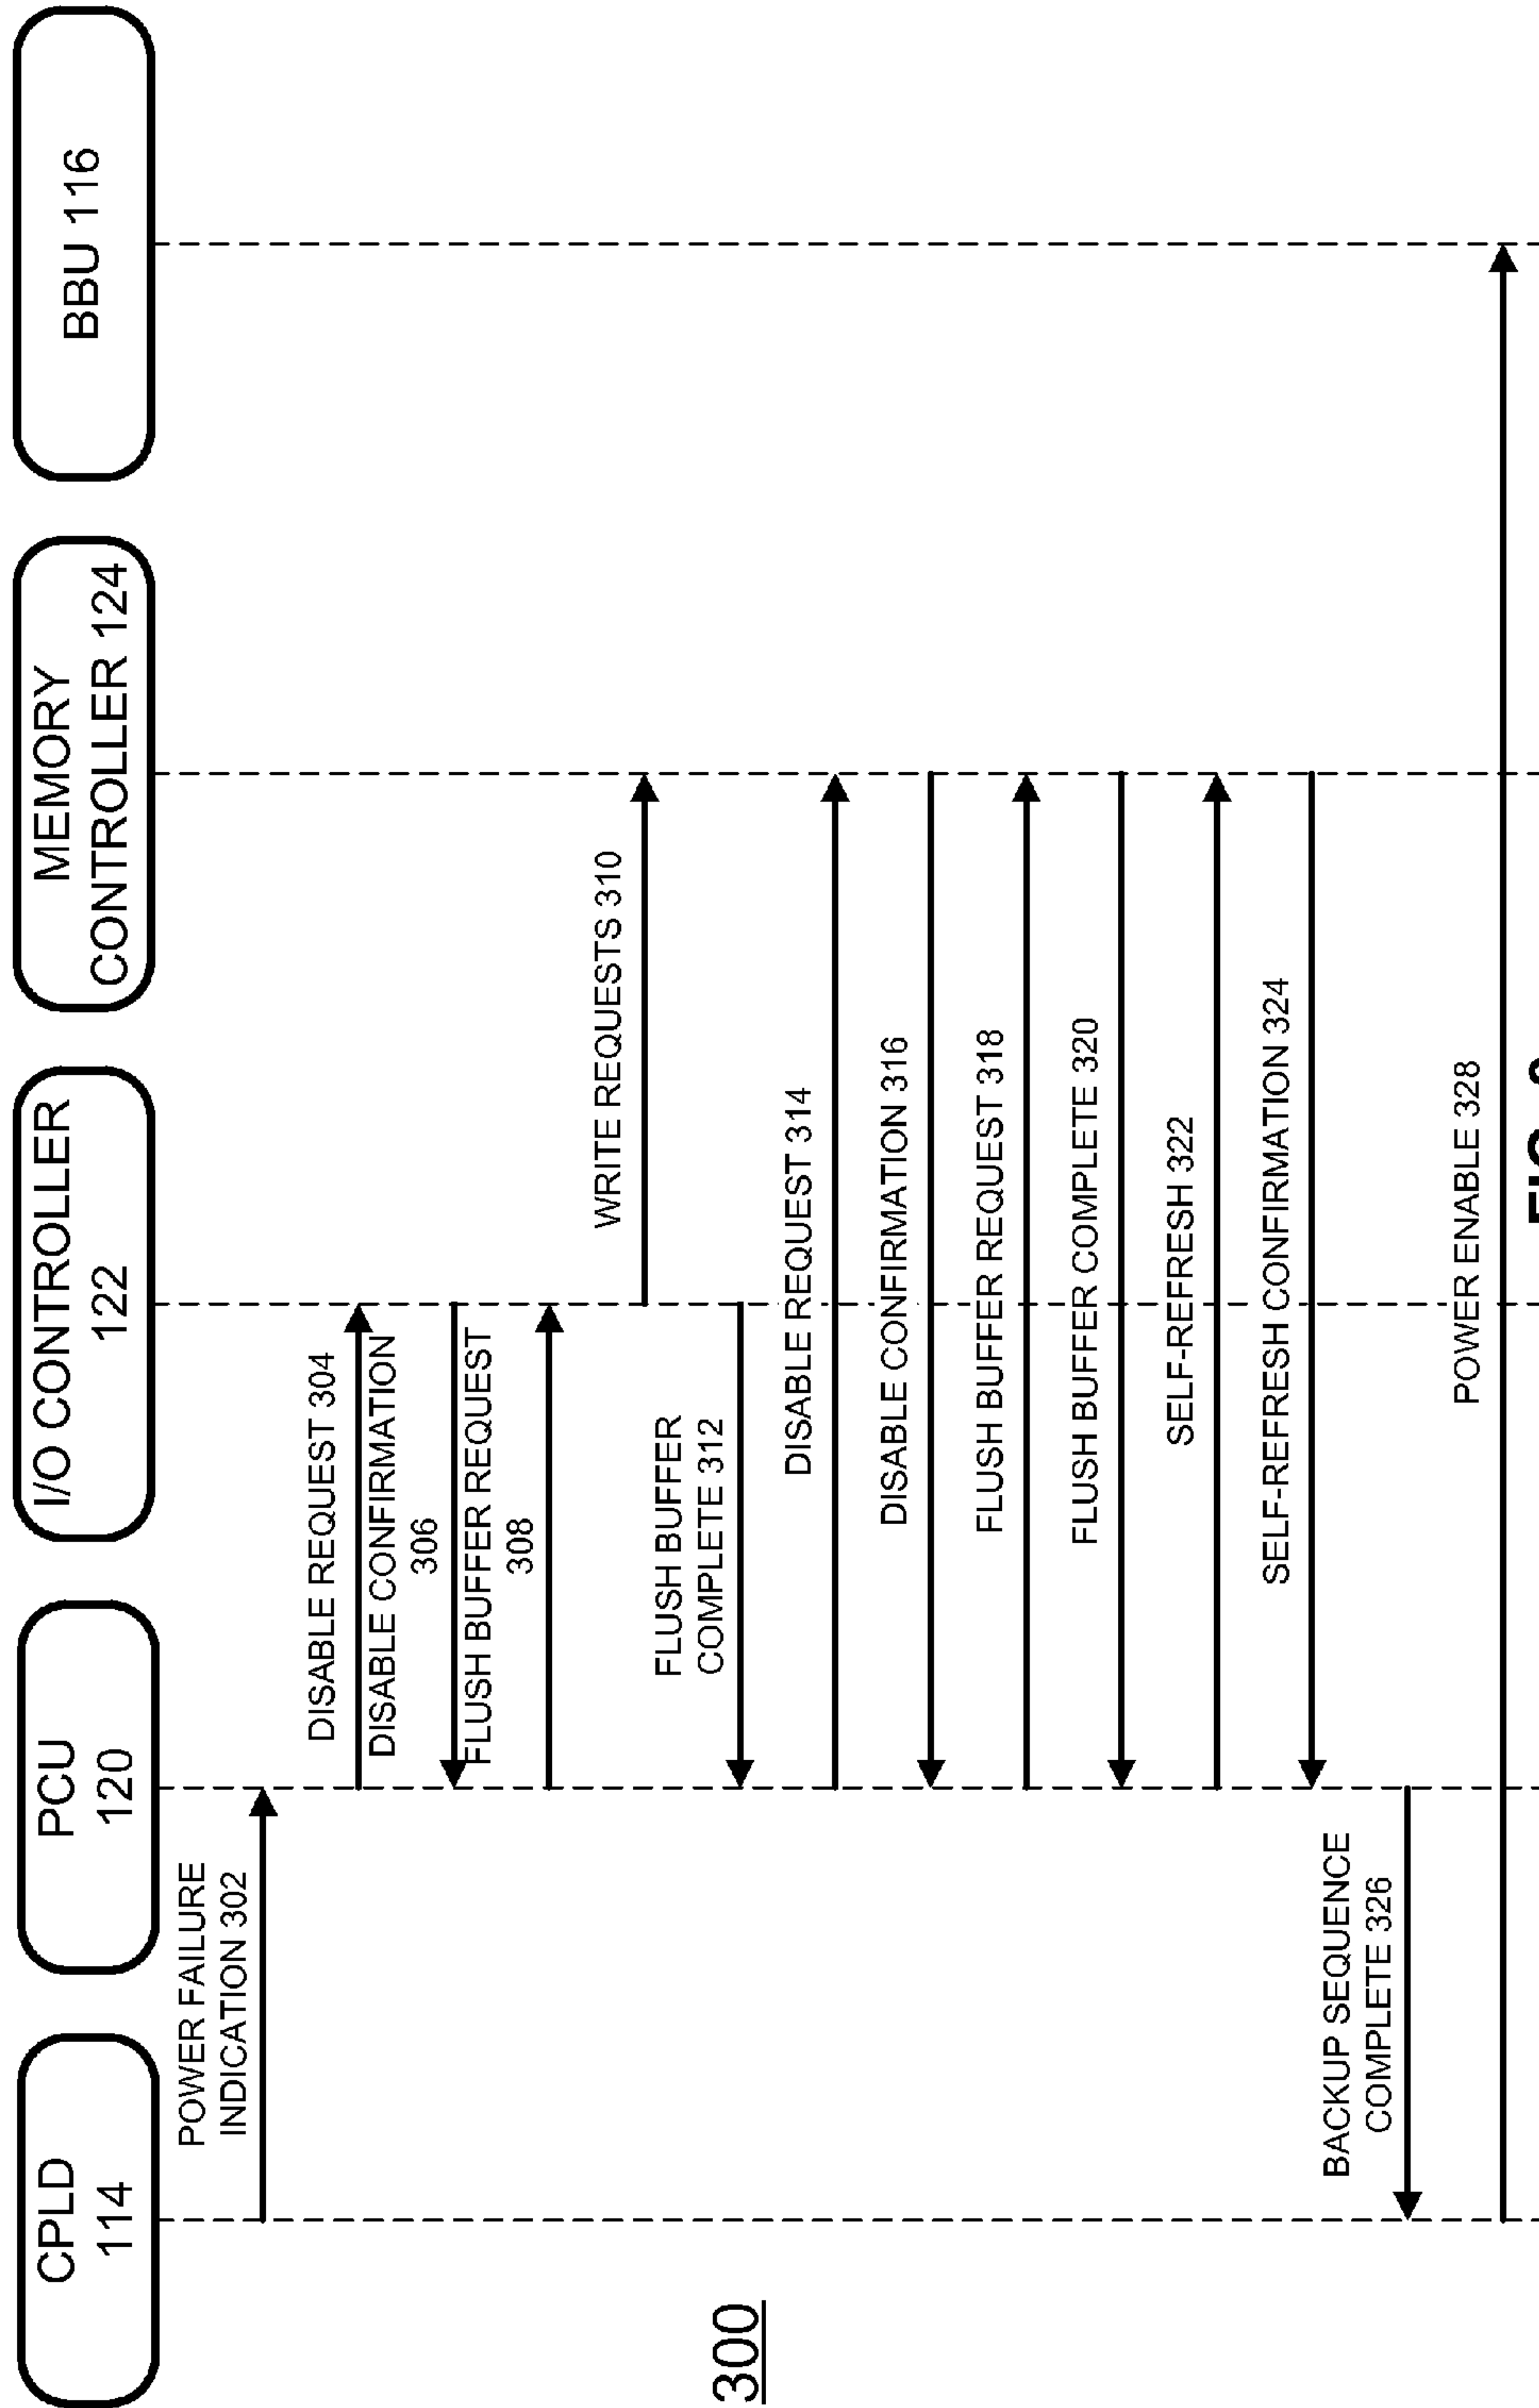 CPLD
114
PCU
120
I/O CONTROLLER
122
MEMORY
CONTROLLER 124
BBU 116
POWER FAILURE
INDICATION 302
DISABLE REQUEST 304
DISABLE CONFIRMATION
306
FLUSH BUFFER REQUEST
308
WRITE REQUESTS 310
FLUSH BUFFER
COMPLETE 312
300
DISABLE REQUEST 314
DISABLE CONFIRMATION 316
FLUSH BUFFER REQUEST 318
FLUSH BUFFER COMPLETE 320
SELF-REFRESH 322
SELF-REFRESH CONFIRMATION 324
BACKUP SEQUENCE
COMPLETE 326
POWER ENABLE 328
FIG.